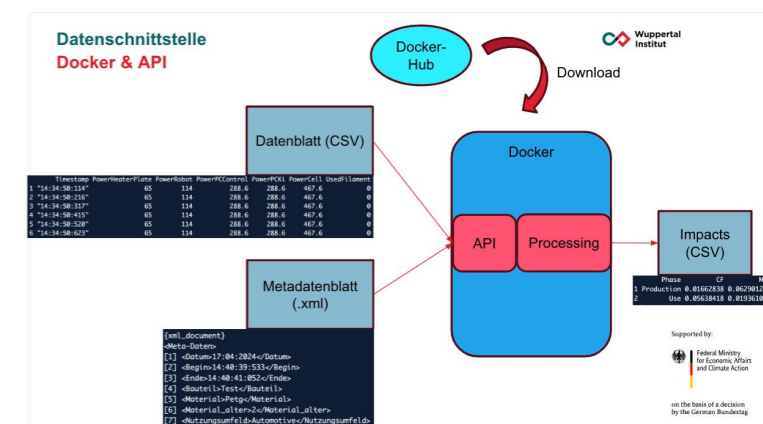 Datenschnittstelle
Docker & API
Docker-
Hub
Download
Wuppertal
Institut
Datenblatt (CSV)
Timestamp PowerHeaterPlate PowerRobot PowerPCControl PowerPCKi PowerCell UsedFilament
1 "14:34:50:114" 65 114 288.6 288.6 467.6 0
2 "14:34:50:216" 65 114 288.6 288.6 467.6 0
3 "14:34:50:317" 65 114 288.6 288.6 467.6 0
4 "14:34:50:415" 65 114 288.6 288.6 467.6 0
5 "14:34:50:520" 65 114 288.6 288.6 467.6 0
6 "14:34:50:623" 65 114 288.6 288.6 467.6 0
Docker
API
Processing
Impacts
(CSV)
Phase CF M
1 Production 0.01662838 0.0629012
2 Use 0.05638418 0.0193610
Metadatenblatt
(.xml)
{xml_document}
<Meta-Daten>
[1] <Datum>17:04:2024</Datum>
[2] <Begin>14:40:39:533</Begin>
[3] <Ende>14:40:41:052</Ende>
[4] <Bauteil>Test</Bauteil>
[5] <Material>Petg</Material>
[6] <Material_alter>2</Material_alter>
[7] <Nutzungsumfeld>Automotive</Nutzungsumfeld>
Supported by:
Federal Ministry
for Economic Affairs
and Climate Action
on the basis of a decision
by the German Bundestag